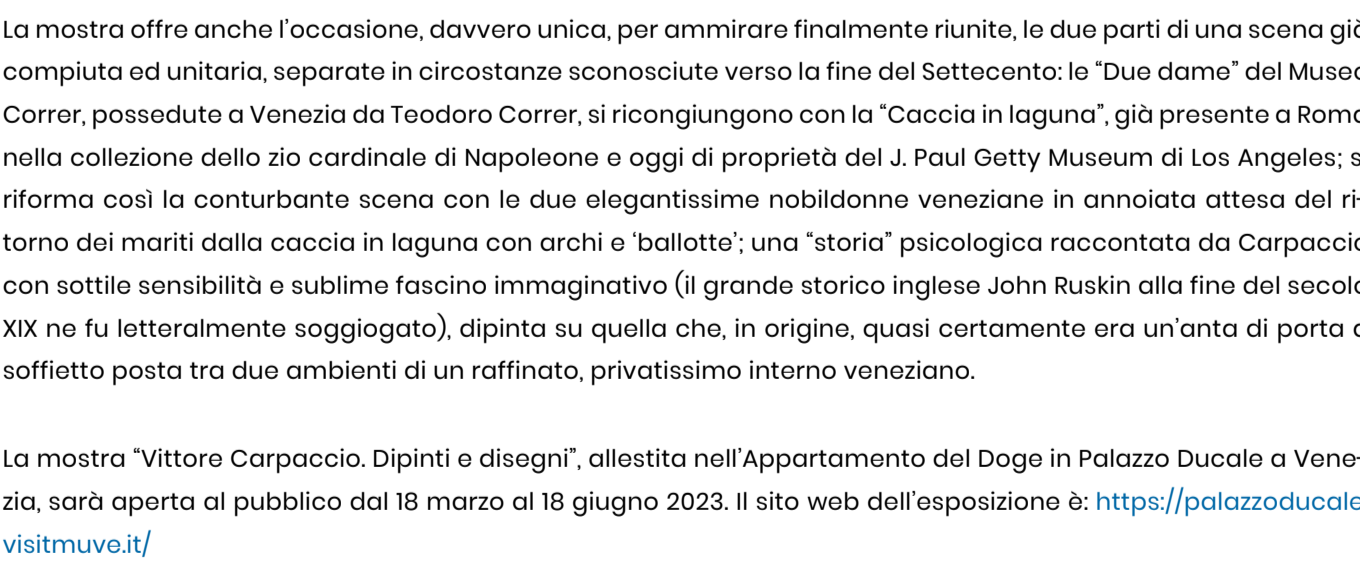 La mostra offre anche l’occasione, davvero unica, per ammirare finalmente riunite, le due parti di una scena già
compiuta ed unitaria, separate in circostanze sconosciute verso la fine del Settecento: le “Due dame” del Museo
Correr, possedute a Venezia da Teodoro Correr, si ricongiungono con la “Caccia in laguna”, già presente a Roma
nella collezione dello zio cardinale di Napoleone e oggi di proprietà del J. Paul Getty Museum di Los Angeles; s
riforma così la conturbante scena con le due elegantissime nobildonne veneziane in annoiata attesa del ri-
torno dei mariti dalla caccia in laguna con archi e ‘ballotte’; una “storia” psicologica raccontata da Carpaccio
con sottile sensibilità e sublime fascino immaginativo (il grande storico inglese John Ruskin alla fine del secolo
XIX ne fu letteralmente soggiogato), dipinta su quella che, in origine, quasi certamente era un’anta di porta a
soffietto posta tra due ambienti di un raffinato, privatissimo interno veneziano.
La mostra “Vittore Carpaccio. Dipinti e disegni”, allestita nell’Appartamento del Doge in Palazzo Ducale a Vene-
zia, sarà aperta al pubblico dal 18 marzo al 18 giugno 2023. Il sito web dell’esposizione è: https://palazzoducale
visitmuve.it/